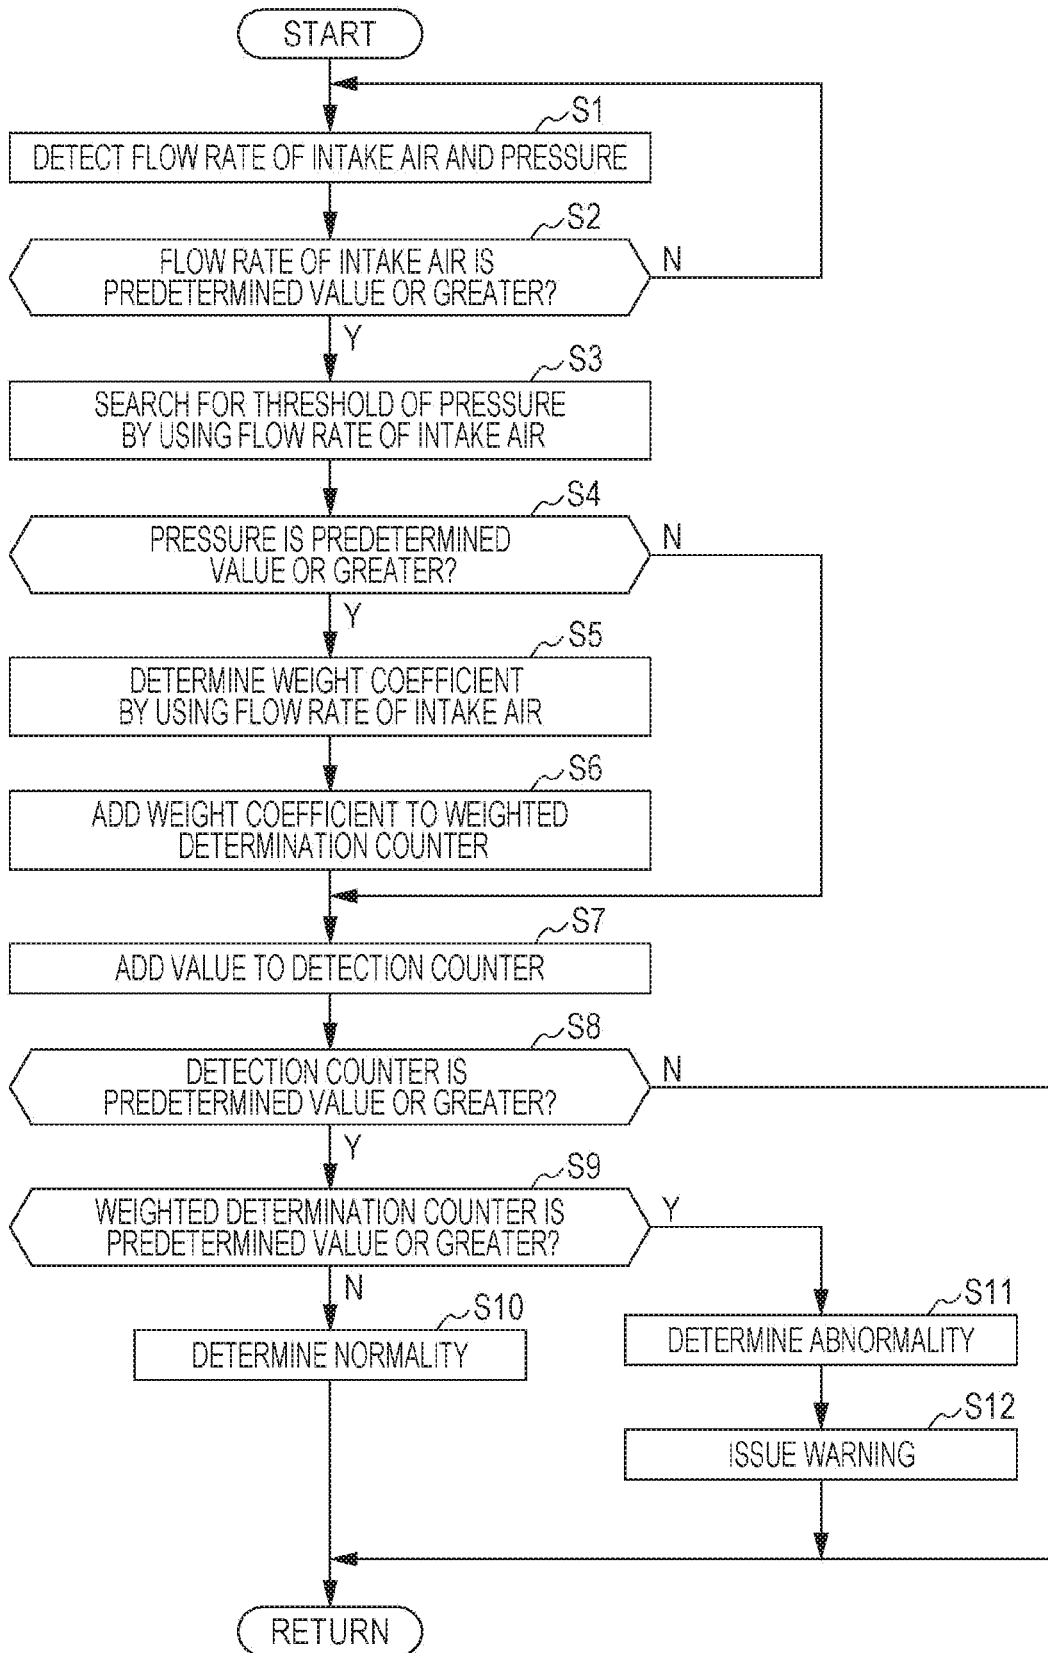 START
S1
DETECT FLOW RATE OF INTAKE AIR AND PRESSURE
S2
FLOW RATE OF INTAKE AIR IS
PREDETERMINED VALUE OR GREATER?
N
Y
S3
SEARCH FOR THRESHOLD OF PRESSURE
BY USING FLOW RATE OF INTAKE AIR
S4
PRESSURE IS PREDETERMINED
VALUE OR GREATER?
N
Y
S5
DETERMINE WEIGHT COEFFICIENT
BY USING FLOW RATE OF INTAKE AIR
S6
ADD WEIGHT COEFFICIENT TO WEIGHTED
DETERMINATION COUNTER
S7
ADD VALUE TO DETECTION COUNTER
S8
DETECTION COUNTER IS
PREDETERMINED VALUE OR GREATER?
N
Y
S9
WEIGHTED DETERMINATION COUNTER IS
PREDETERMINED VALUE OR GREATER?
Y
N
S10
DETERMINE NORMALITY
S11
DETERMINE ABNORMALITY
S12
ISSUE WARNING
RETURN